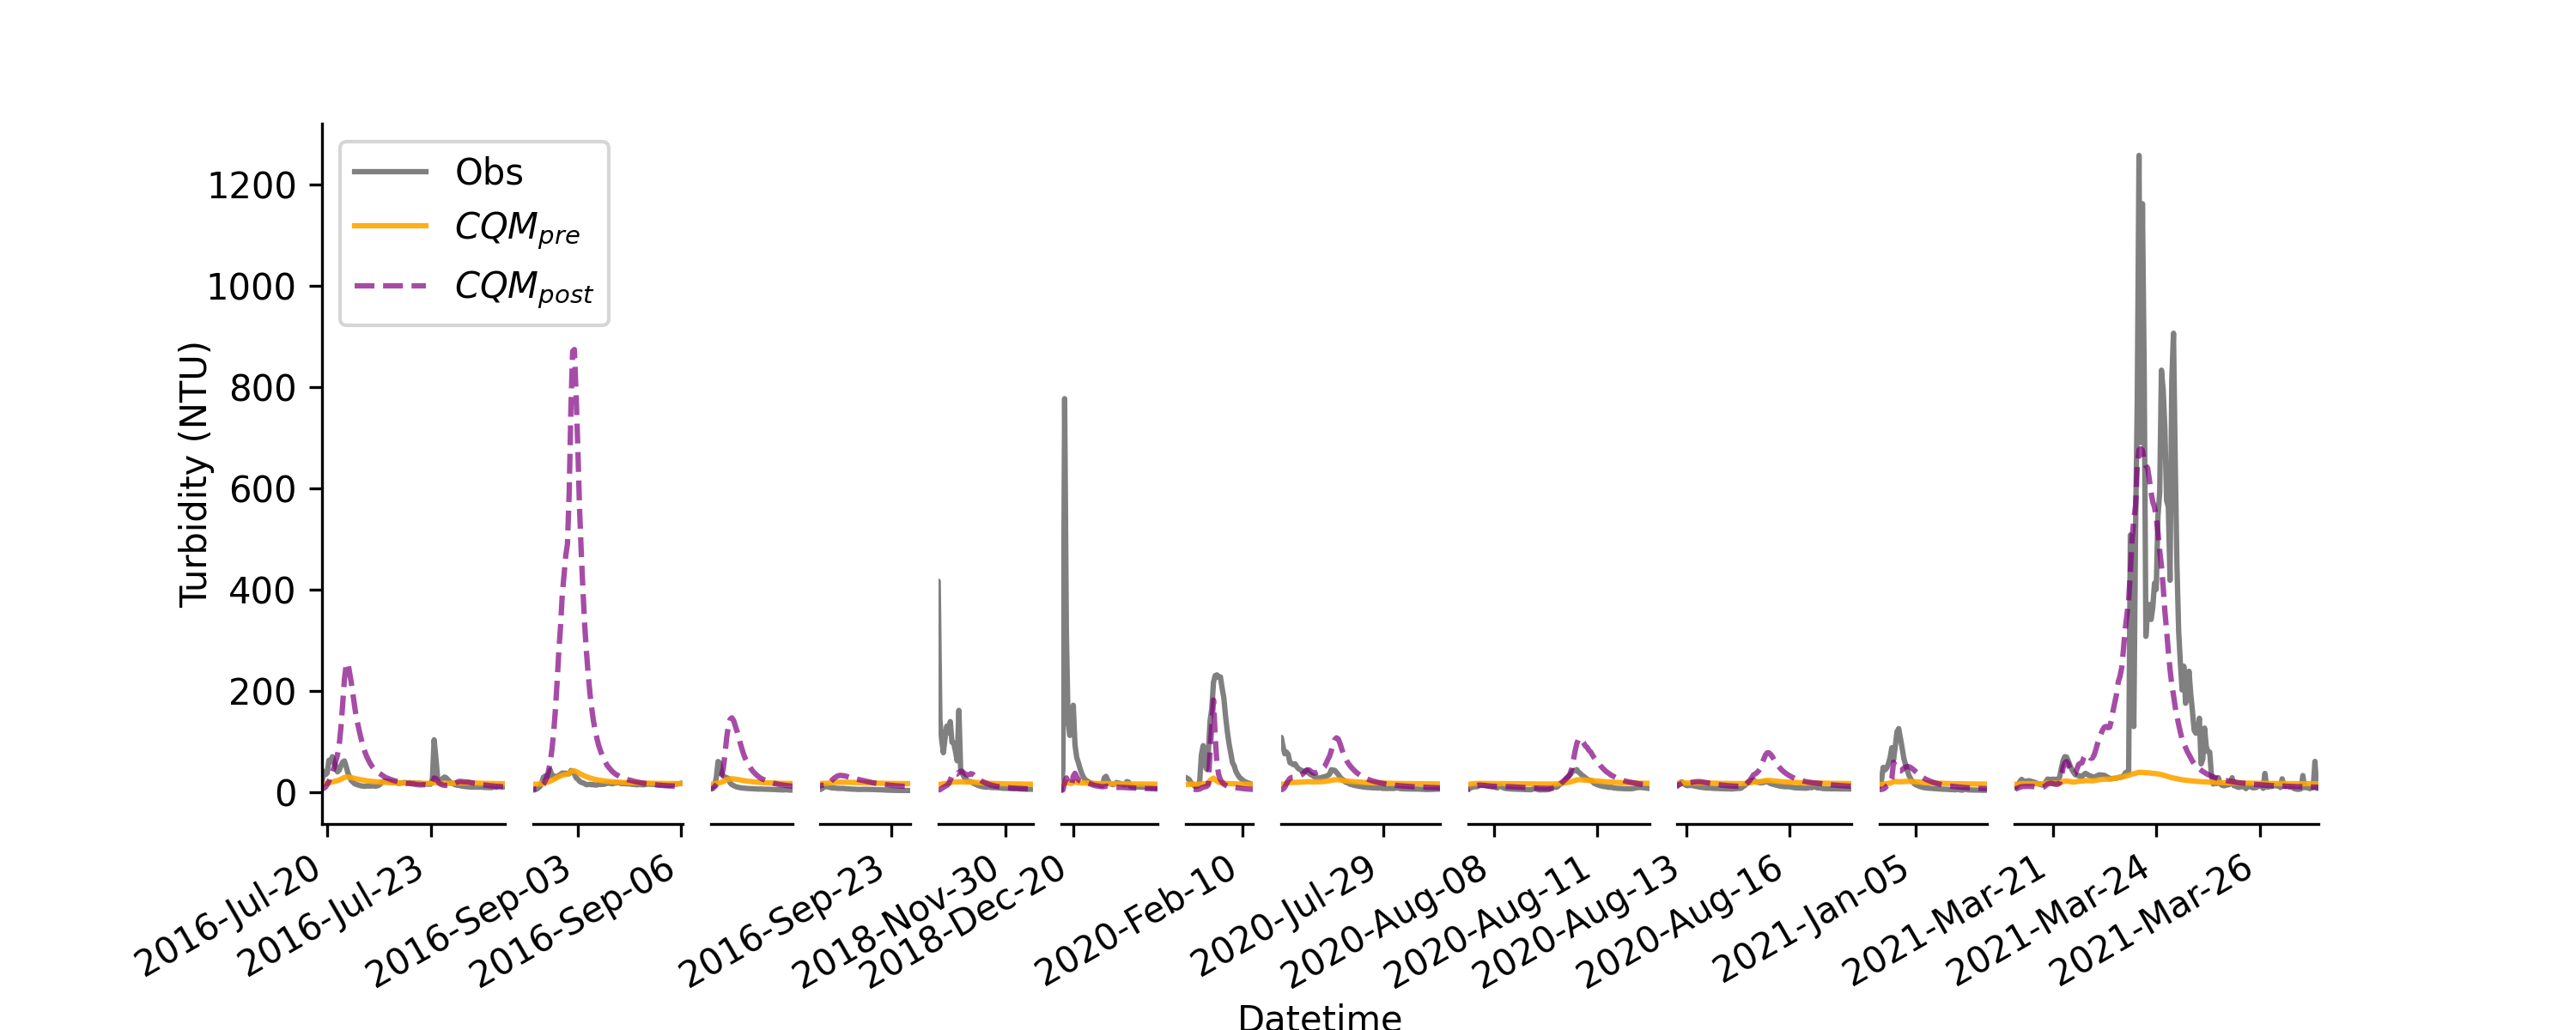 Obs
CQM_pre
CQM_post
Turbidity (NTU)
1200
1000
800
600
400
200
0
2016-Jul-20
2016-Jul-23
2016-Sep-03
2016-Sep-06
2016-Sep-23
2018-Nov-30
2018-Dec-20
2020-Feb-10
2020-Jul-29
2020-Aug-08
2020-Aug-11
2020-Aug-13
2020-Aug-16
2021-Jan-05
2021-Mar-21
2021-Mar-24
2021-Mar-26
Datetime